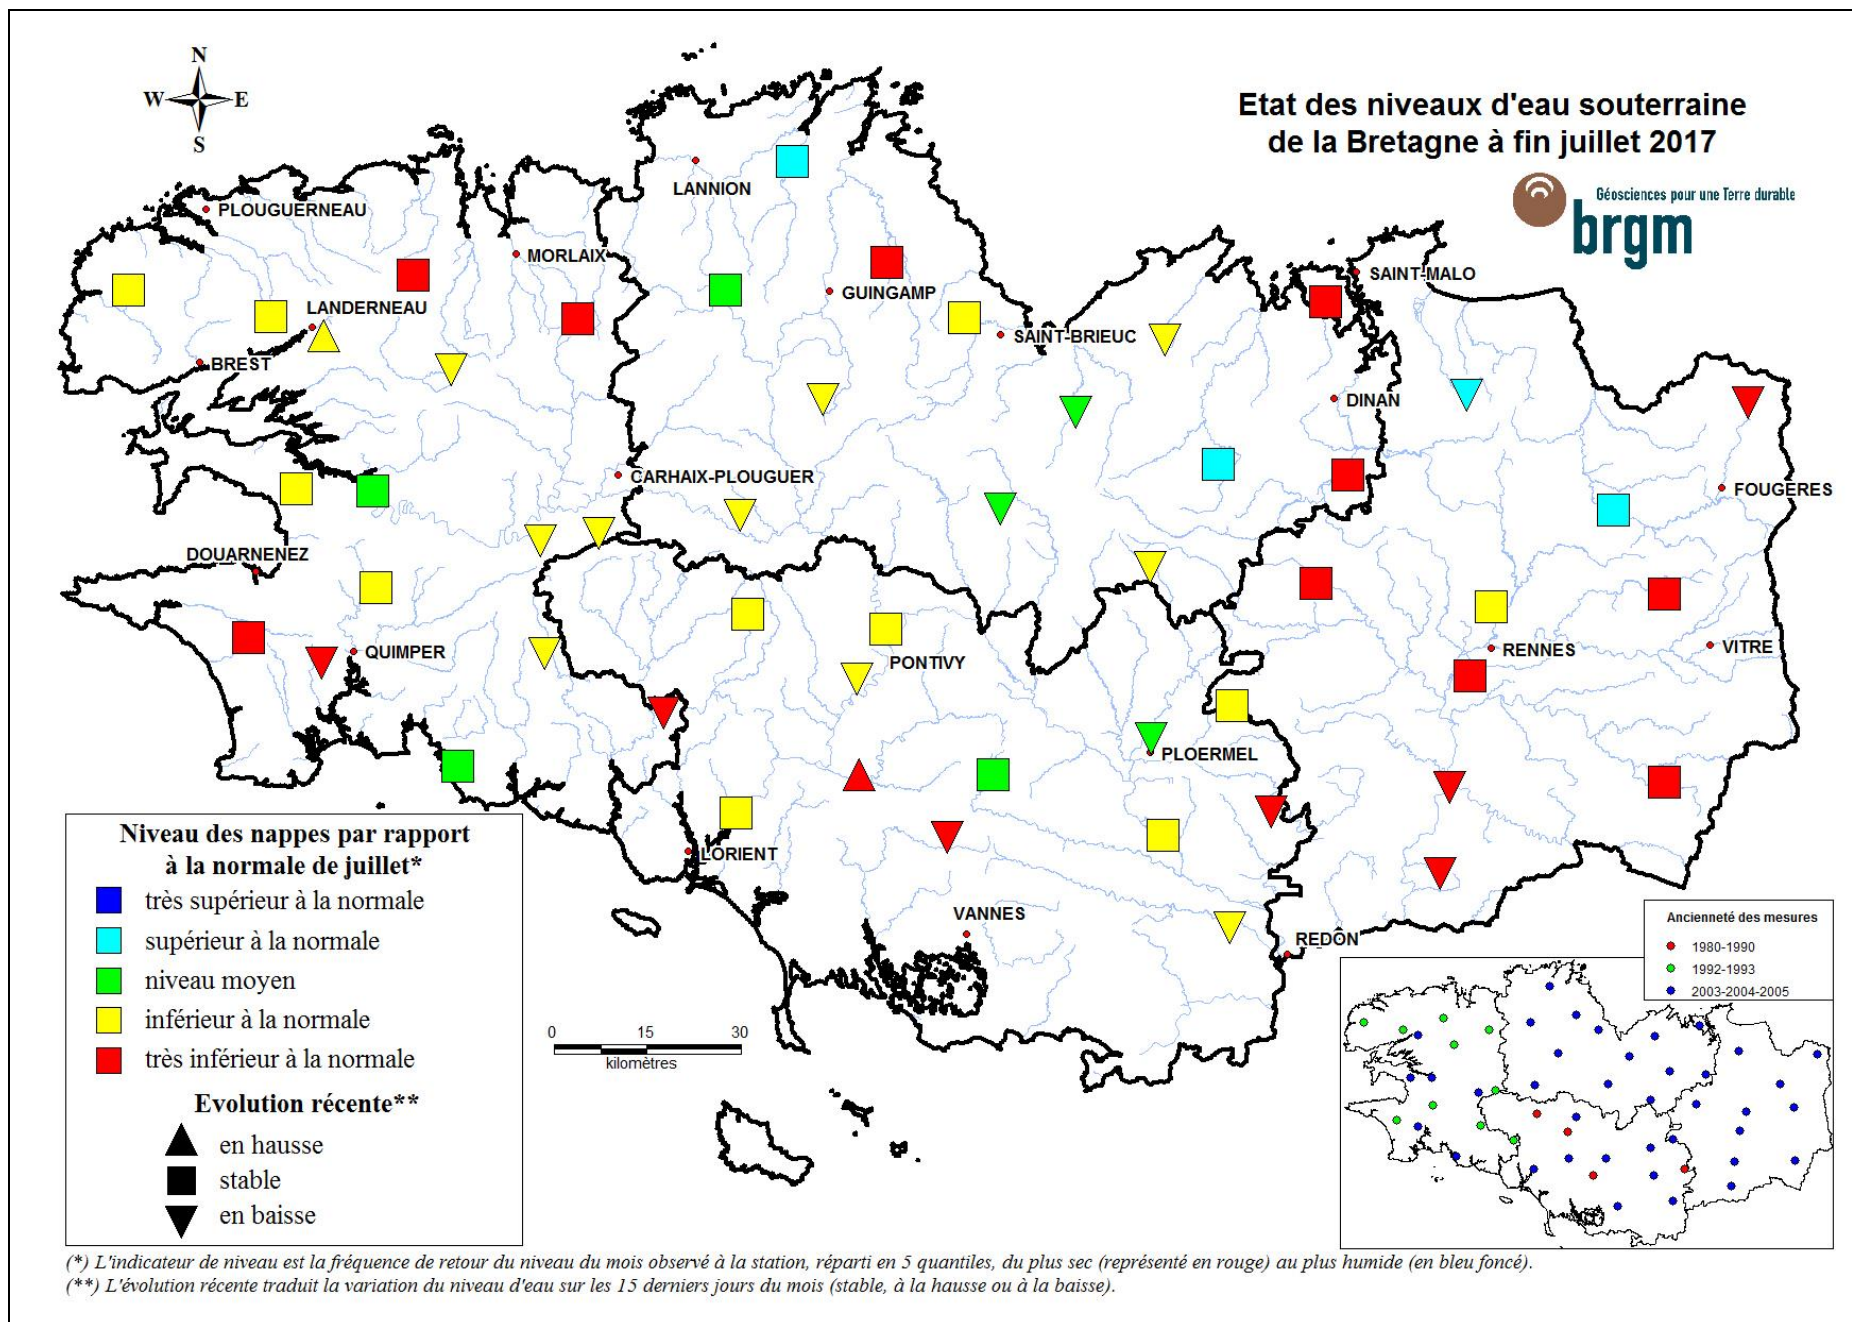 N
W
E
S
Etat des niveaux d'eau souterraine
de la Bretagne à fin juillet 2017
Géosciences pour une Terre durable
brgm
LANNION
PLOUGUERNEAU
MORLAIX
SAINT-MALO
GUINGAMP
LANDERNEAU
SAINT-BRIEUC
BREST
DINAN
CARHAIX-PLOUGUER
FOUGERES
DOUARNENEZ
QUIMPER
PONTIVY
RENNES
VITRE
PLOERMEL
LORIENT
VANNES
REDON
Niveau des nappes par rapport
à la normale de juillet*
très supérieur à la normale
supérieur à la normale
niveau moyen
inférieur à la normale
très inférieur à la normale
Evolution récente**
en hausse
stable
en baisse
0 15 30
kilomètres
Ancienneté des mesures
1980-1990
1992-1993
2003-2004-2005
(*) L'indicateur de niveau est la fréquence de retour du niveau du mois observé à la station, réparti en 5 quantiles, du plus sec (représenté en rouge) au plus humide (en bleu foncé).
(**) L'évolution récente traduit la variation du niveau d'eau sur les 15 derniers jours du mois (stable, à la hausse ou à la baisse).